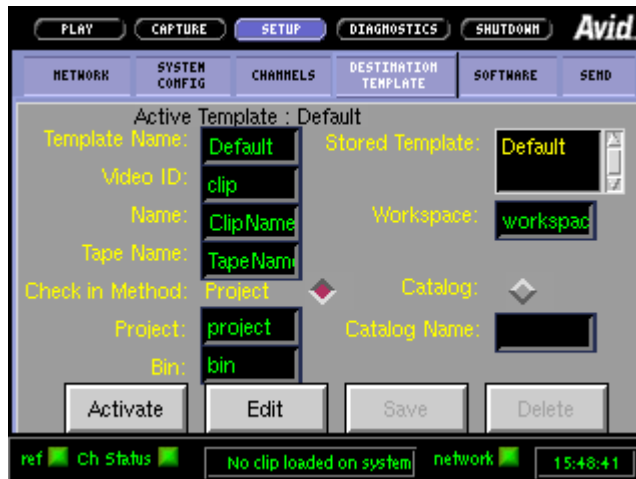 PLAY CAPTURE SETUP DIAGNOSTICS SHUTDOWN Avid
NETWORK SYSTEM CONFIG CHANNELS DESTINATION TEMPLATE SOFTWARE SEND
Active Template : Default
Template Name: Default Stored Template: Default
Video ID: clip
Name: ClipName Workspace: workspac
Tape Name: TapeNam
Check in Method: Project Catalog:
Project: project Catalog Name:
Bin: bin
Activate Edit Save Delete
ref Ch Status No clip loaded on system network 15:48:41